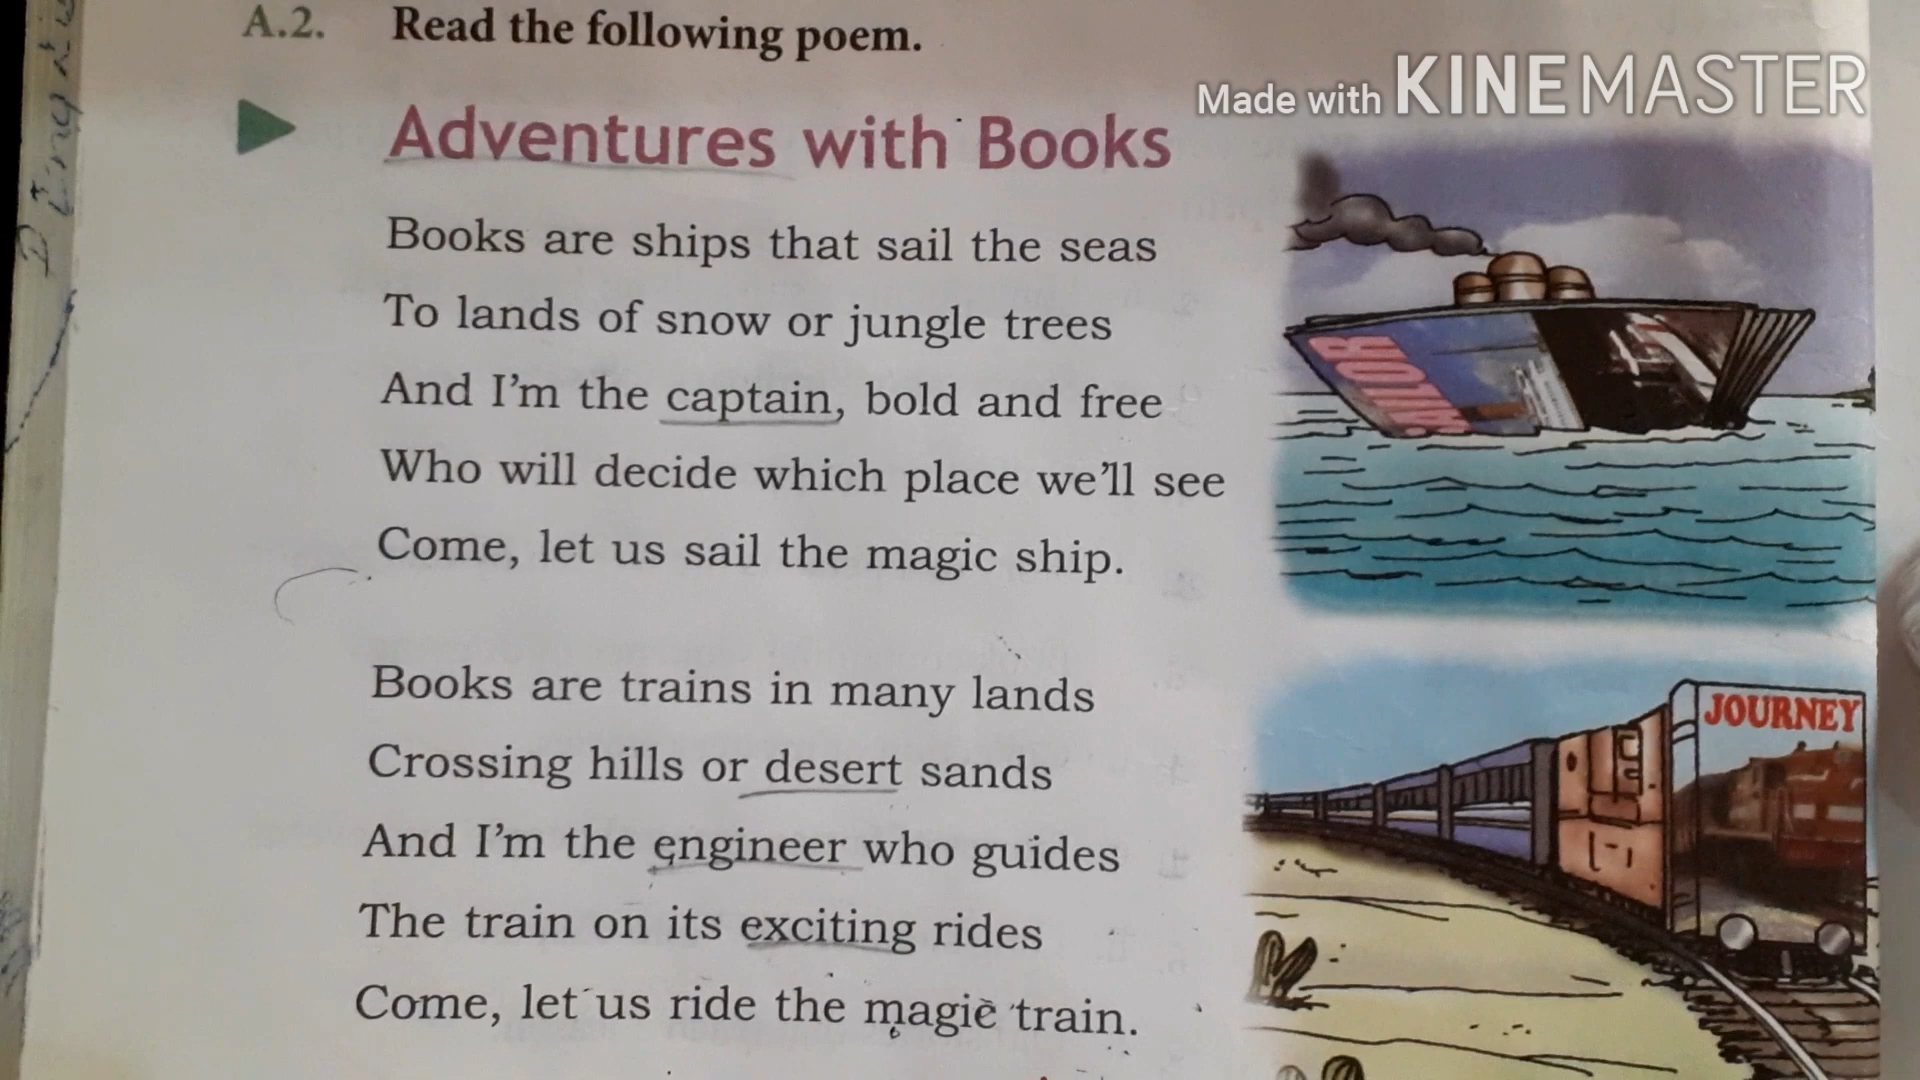 A.2. Read the following poem.
Made with KINEMASTER
Adventures with Books
Books are ships that sail the seas
To lands of snow or jungle trees
And I'm the captain, bold and free
Who will decide which place we'll see
Come, let us sail the magic ship.
Books are trains in many lands
Crossing hills or desert sands
And I'm the engineer who guides
The train on its exciting rides
Come, let us ride the magic train.
JOURNEY